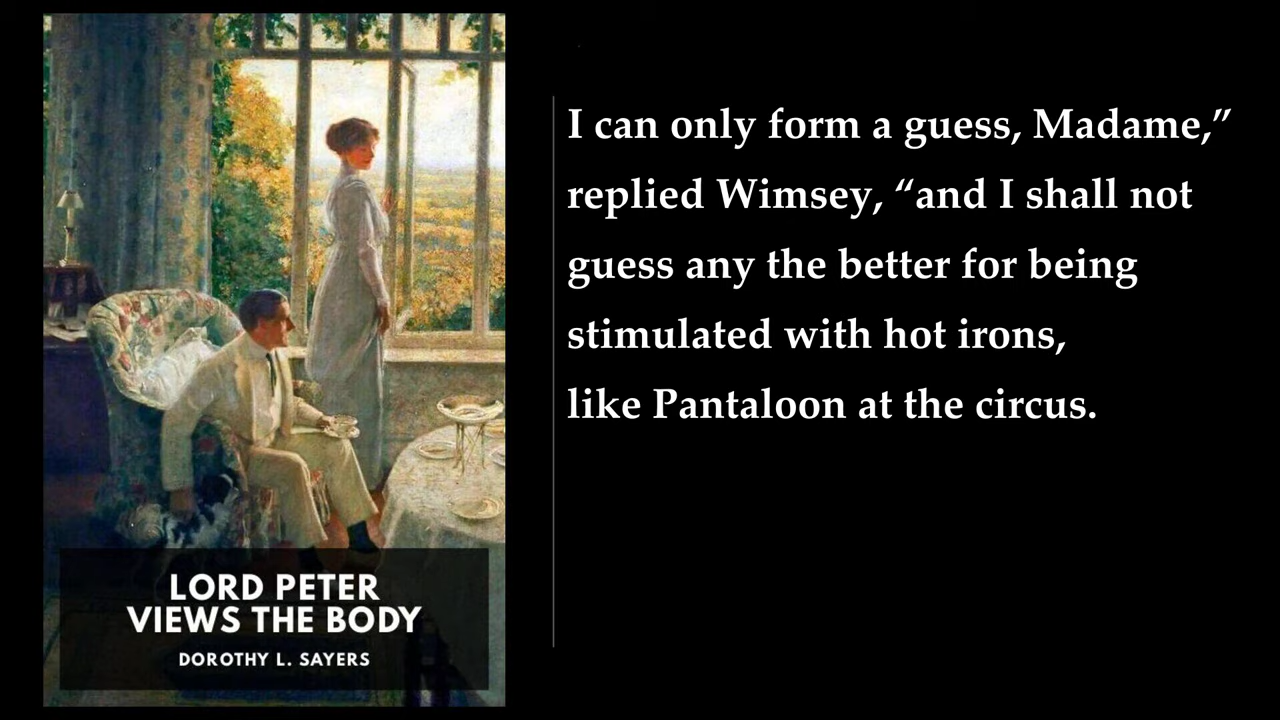 I can only form a guess, Madame,”
replied Wimsey, “and I shall not
guess any the better for being
stimulated with hot irons,
like Pantaloon at the circus.
LORD PETER
VIEWS THE BODY
DOROTHY L. SAYERS